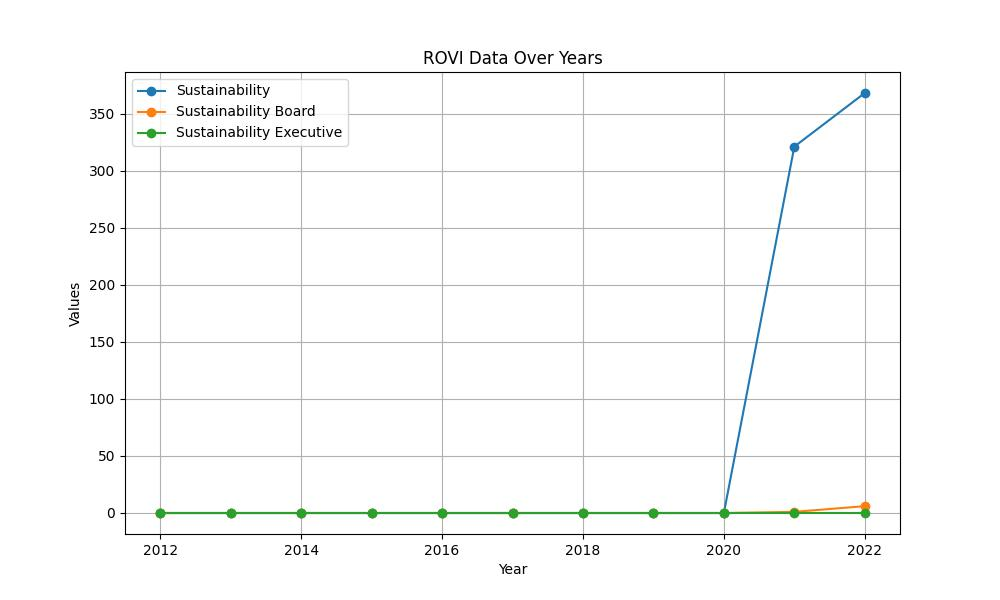 ROVI Data Over Years
Sustainability
Sustainability Board
Sustainability Executive
350
300
250
200
150
100
50
0
Values
2012 2014 2016 2018 2020 2022
Year